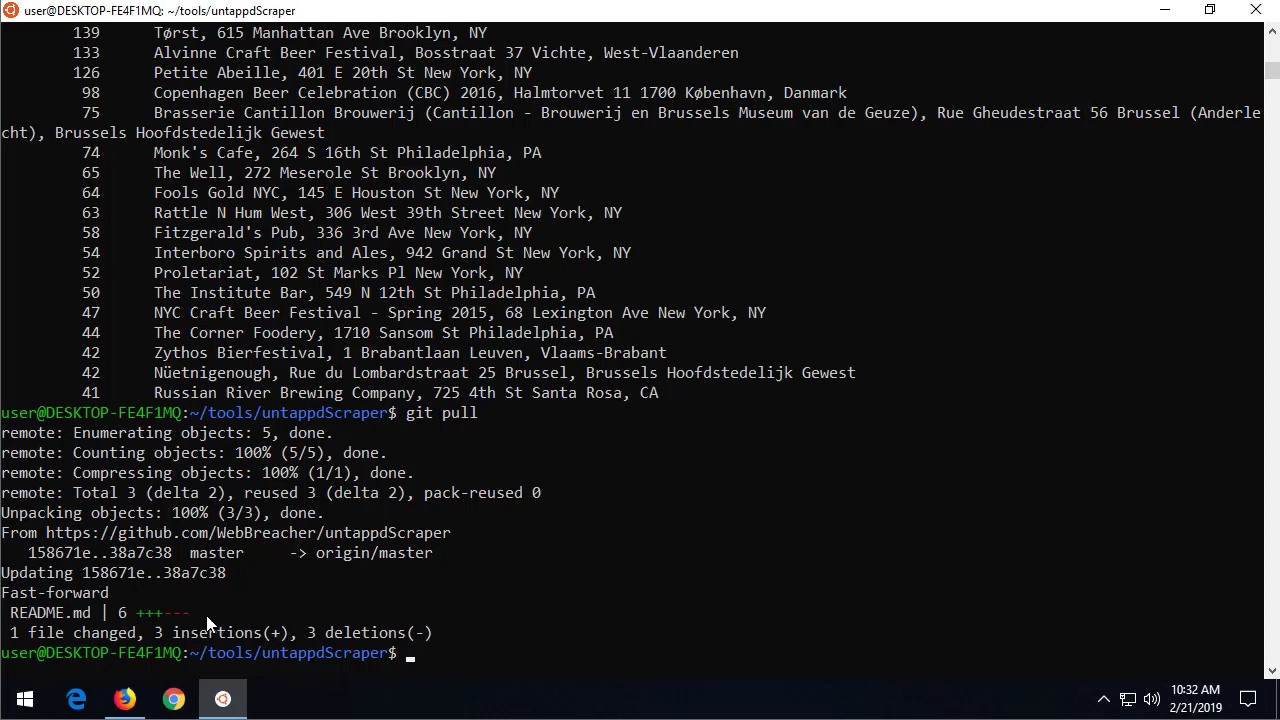 user@DESKTOP-FE4F1MQ: ~/tools/untappdScraper
139 Tørst, 615 Manhattan Ave Brooklyn, NY
133 Alvinne Craft Beer Festival, Bosstraat 37 Vichte, West-Vlaanderen
126 Petite Abeille, 401 E 20th St New York, NY
98 Copenhagen Beer Celebration (CBC) 2016, Halmtorvet 11 1700 København, Danmark
75 Brasserie Cantillon Brouwerij (Cantillon - Brouwerij en Brussels Museum van de Geuze), Rue Gheudestraat 56 Brussel (Anderle
cht), Brussels Hoofdstedelijk Gewest
74 Monk's Cafe, 264 S 16th St Philadelphia, PA
65 The Well, 272 Meserole St Brooklyn, NY
64 Fools Gold NYC, 145 E Houston St New York, NY
63 Rattle N Hum West, 306 West 39th Street New York, NY
58 Fitzgerald's Pub, 336 3rd Ave New York, NY
54 Interboro Spirits and Ales, 942 Grand St New York, NY
52 Proletariat, 102 St Marks Pl New York, NY
50 The Institute Bar, 549 N 12th St Philadelphia, PA
47 NYC Craft Beer Festival - Spring 2015, 68 Lexington Ave New York, NY
44 The Corner Foodery, 1710 Sansom St Philadelphia, PA
42 Zythos Bierfestival, 1 Brabantlaan Leuven, Vlaams-Brabant
42 Nüetnigenough, Rue du Lombardstraat 25 Brussel, Brussels Hoofdstedelijk Gewest
41 Russian River Brewing Company, 725 4th St Santa Rosa, CA
user@DESKTOP-FE4F1MQ:~/tools/untappdScraper$ git pull
remote: Enumerating objects: 5, done.
remote: Counting objects: 100% (5/5), done.
remote: Compressing objects: 100% (1/1), done.
remote: Total 3 (delta 2), reused 3 (delta 2), pack-reused 0
Unpacking objects: 100% (3/3), done.
From https://github.com/WebBreacher/untappdScraper
158671e..38a7c38 master -> origin/master
Updating 158671e..38a7c38
Fast-forward
README.md | 6 +++---
1 file changed, 3 insertions(+), 3 deletions(-)
user@DESKTOP-FE4F1MQ:~/tools/untappdScraper$
10:32 AM
2/21/2019